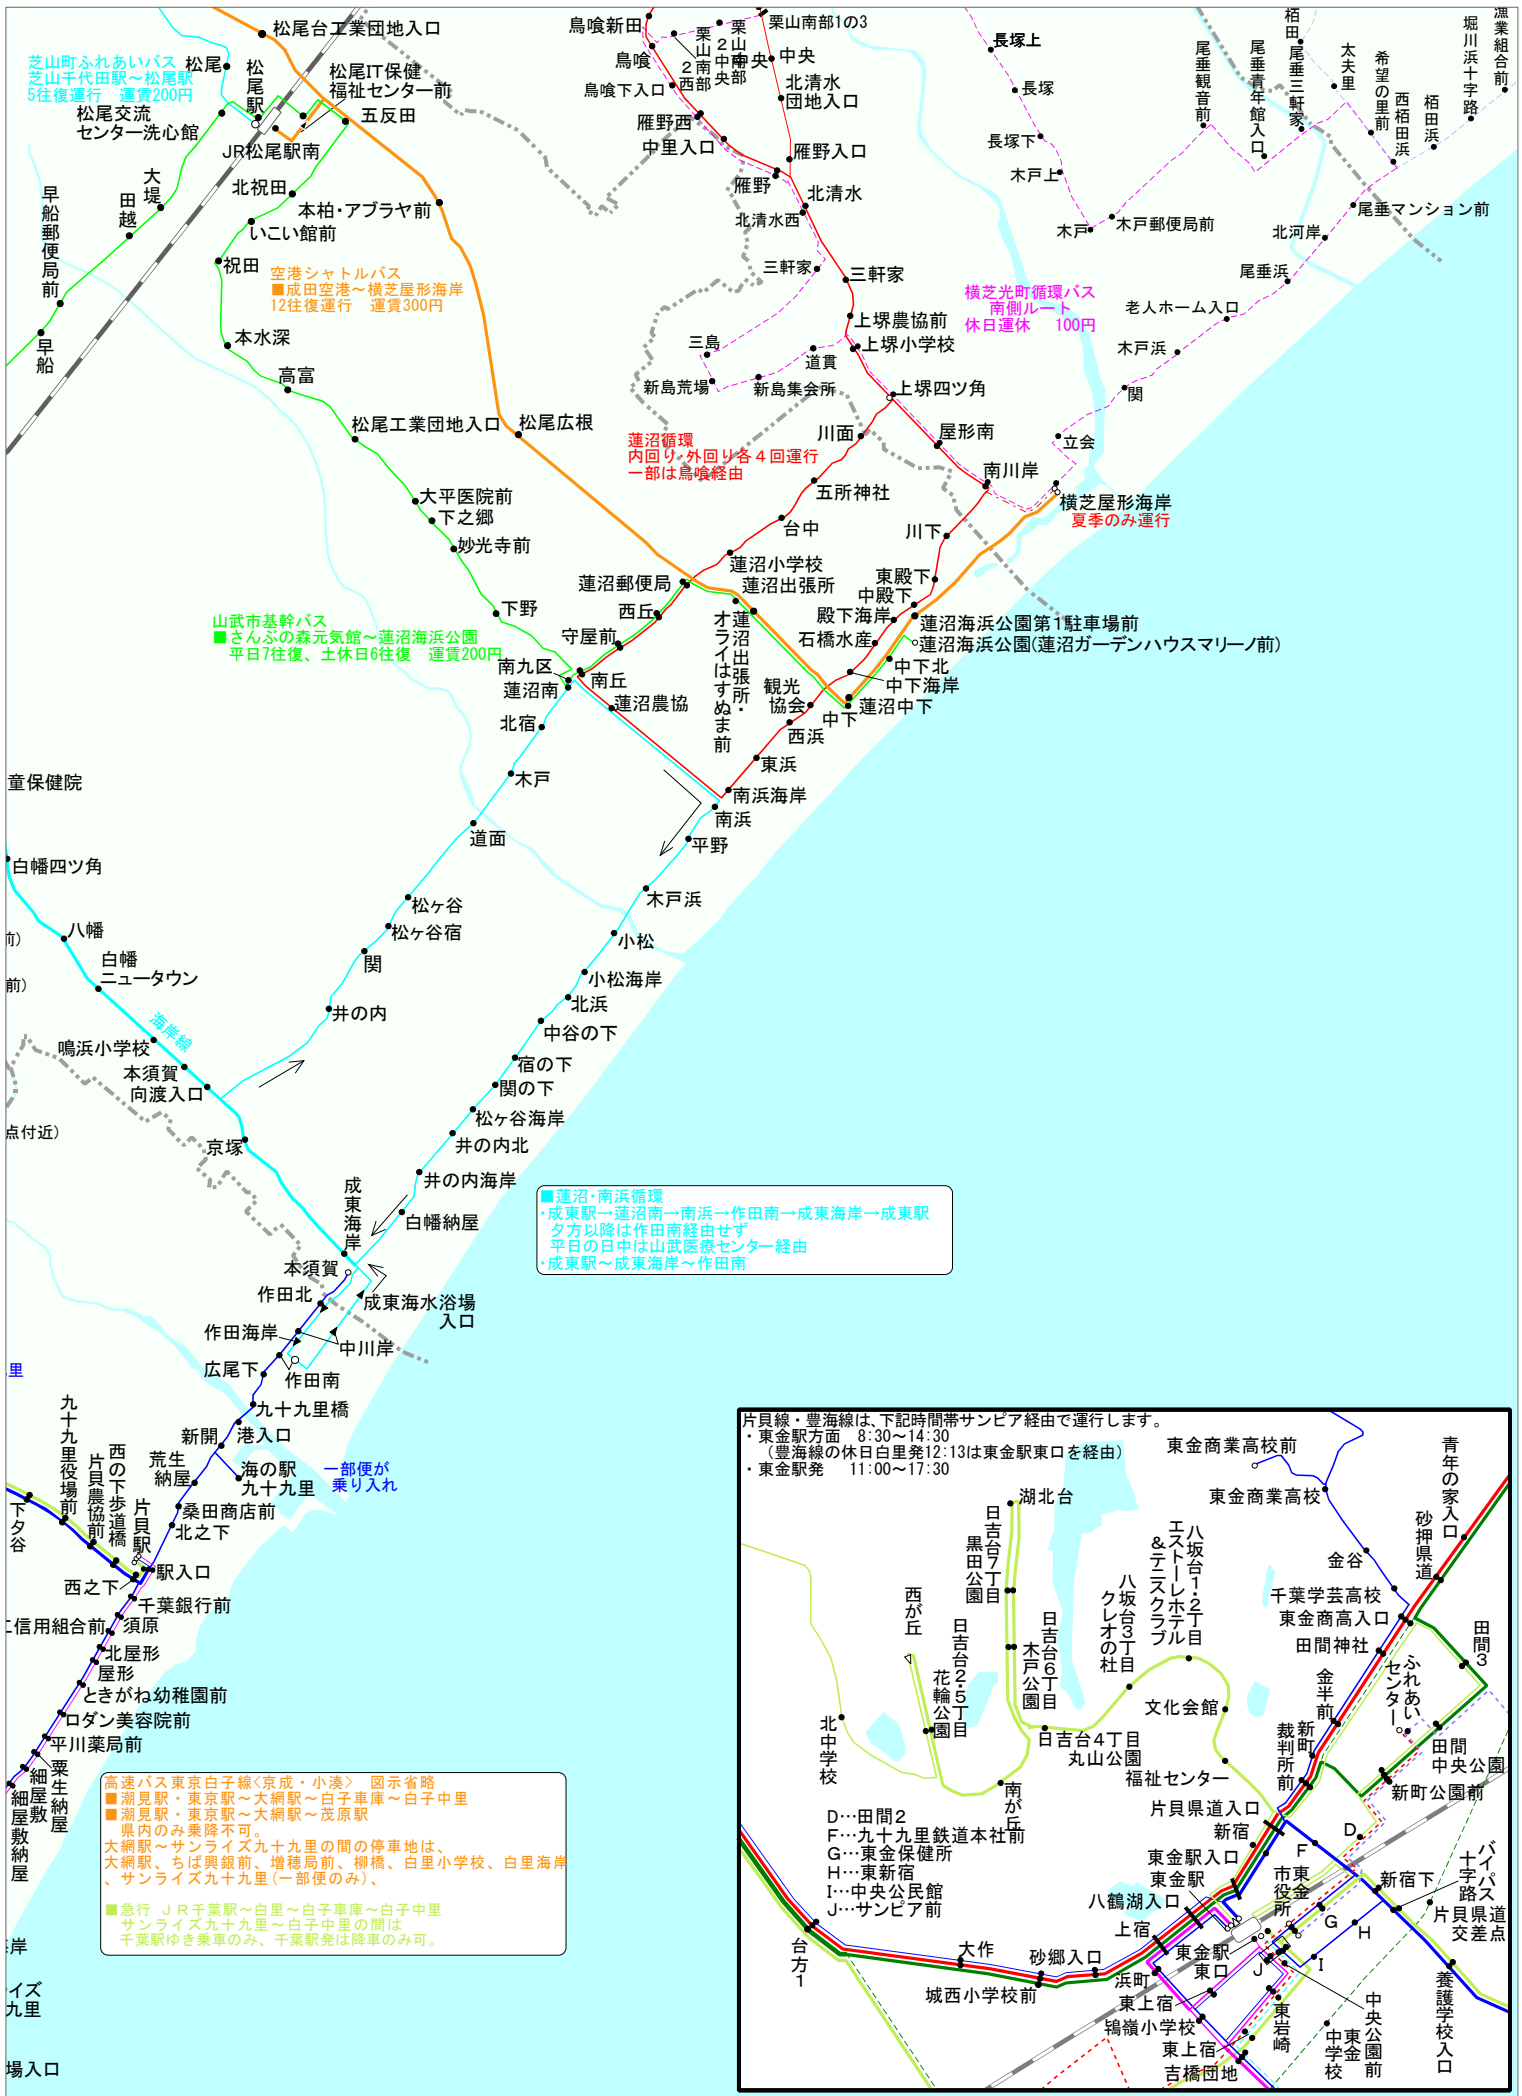 松尾台工業団地入口
芝山町ふれあいバス
芝山千代田駅～松尾駅
5往復運行　運賃200円
松尾
松尾駅
松尾IT保健
福祉センター前
松尾交流
センター洗心館
五反田
JR松尾駅南
北祝田
大堤
田越
早船郵便局前
早船
本柏・アブラヤ前
いこい館前
祝田
空港シャトルバス
■成田空港～横芝屋形海岸
12往復運行　運賃300円
本水深
高富
松尾工業団地入口
松尾広根
大平医院前
下之郷
妙光寺前
下野
山武市基幹バス
■さんぶの森元気館～蓮沼海浜公園
平日7往復、土休日6往復　運賃200円
鳥喰新田
鳥喰
鳥喰下入口
栗山南部2西
栗山南部2中央
栗山南部1の3
中央
中央
北清水
団地入口
雁野西
中里入口
雁野入口
雁野
北清水
北清水西
三軒家
三軒家
上堺農協前
上堺小学校
三島
道貫
新島荒場
新島集会所
上堺四ツ角
蓮沼循環
内回り・外回り各４回運行
一部は鳥喰経由
川面
屋形南
南川岸
五所神社
台中
川下
蓮沼小学校
蓮沼出張所
蓮沼郵便局
西丘
守屋前
南九区
蓮沼南
南丘
蓮沼農協
蓮沼出張所・
オライはすぬま前
東殿下
中殿下
殿下海岸
石橋水産
蓮沼海浜公園第1駐車場前
蓮沼海浜公園(蓮沼ガーデンハウスマリーノ前)
中下北
中下海岸
蓮沼中下
中下
観光
協会
西浜
東浜
南浜海岸
南浜
平野
長塚上
長塚
長塚下
木戸上
木戸
木戸郵便局前
尾垂観音前
尾垂青年館入口
尾垂三軒家
栢田
太夫里
希望の里前
西栢田浜
栢田浜
堀川浜十字路
漁業組合前
尾垂マンション前
北河岸
尾垂浜
老人ホーム入口
木戸浜
関
立会
横芝光町循環バス
南側ルート
休日運休　100円
横芝屋形海岸
夏季のみ運行
北宿
木戸
道面
松ヶ谷
松ヶ谷宿
関
井の内
木戸浜
小松
小松海岸
北浜
中谷の下
宿の下
関の下
松ヶ谷海岸
井の内北
井の内海岸
白幡納屋
童保健院
白幡四ツ角
八幡
前）
白幡
ニュータウン
前）
海岸線
鳴浜小学校
本須賀
向渡入口
点付近）
京塚
成東海岸
■蓮沼・南浜循環
・成東駅→蓮沼南→南浜→作田南→成東海岸→成東駅
夕方以降は作田南経由せず
平日の日中は山武医療センター経由
・成東駅～成東海岸～作田南
本須賀
作田北
成東海水浴場
入口
作田海岸
中川岸
広尾下
作田南
里
九十九里橋
新開
港入口
荒生
納屋
海の駅
九十九里
一部便が
乗り入れ
桑田商店前
北之下
九十九里役場前
片貝農協前
西の下歩道橋
片貝駅
下夕谷
西之下
駅入口
千葉銀行前
信用組合前
須原
北屋形
屋形
ときがね幼稚園前
ロダン美容院前
平川薬局前
粟生納屋
細屋敷
細屋敷納屋
岸
イズ
九里
場入口
高速バス東京白子線<京成・小湊>　図示省略
■潮見駅・東京駅～大網駅～白子車庫～白子中里
■潮見駅・東京駅～大網駅～茂原駅
県内のみ乗降不可。
大網駅～サンライズ九十九里の間の停車地は、
大網駅、ちば興銀前、増穂局前、柳橋、白里小学校、白里海岸
、サンライズ九十九里（一部便のみ）、
■急行　ＪＲ千葉駅～白里～白子車庫～白子中里
サンライズ九十九里～白子中里の間は
千葉駅ゆき乗車のみ、千葉駅発は降車のみ可。
片貝線・豊海線は、下記時間帯サンピア経由で運行します。
・東金駅方面　8:30～14:30
（豊海線の休日白里発12:13は東金駅東口を経由）
・東金駅発　11:00～17:30
東金商業高校前
東金商業高校
金谷
千葉学芸高校
東金商高入口
田間神社
青年の家入口
砂押県道
田間3
ふれあいセンター
金半前
新町
裁判所前
湖北台
日吉台7丁目
黒田公園
西が丘
日吉台2・5丁目
花輪公園
日吉台6丁目
木戸公園
八坂台1・2丁目
エストーレホテル
&テニスクラブ
八坂台3丁目
クレオの杜
文化会館
日吉台4丁目
丸山公園
福祉センター
北中学校
南が丘
田間
中央公園
新町公園前
片貝県道入口
新宿
東金駅入口
東金駅
八鶴湖入口
上宿
D…田間2
F…九十九里鉄道本社前
G…東金保健所
H…東新宿
I…中央公民館
J…サンピア前
D
F
G
H
I
J
東金市役所
新宿下
バイパス十字路
片貝県道
交差点
養護学校入口
台方1
大作
砂郷入口
城西小学校前
浜町
東金駅
東口
東上宿
鴇嶺小学校
東上宿
吉橋団地
東岩崎
中央公園前
東金中学校